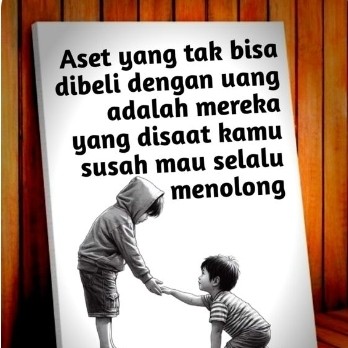 Aset yang tak bisa
dibeli dengan uang
adalah mereka
yang disaat kamu
susah mau selalu
menolong